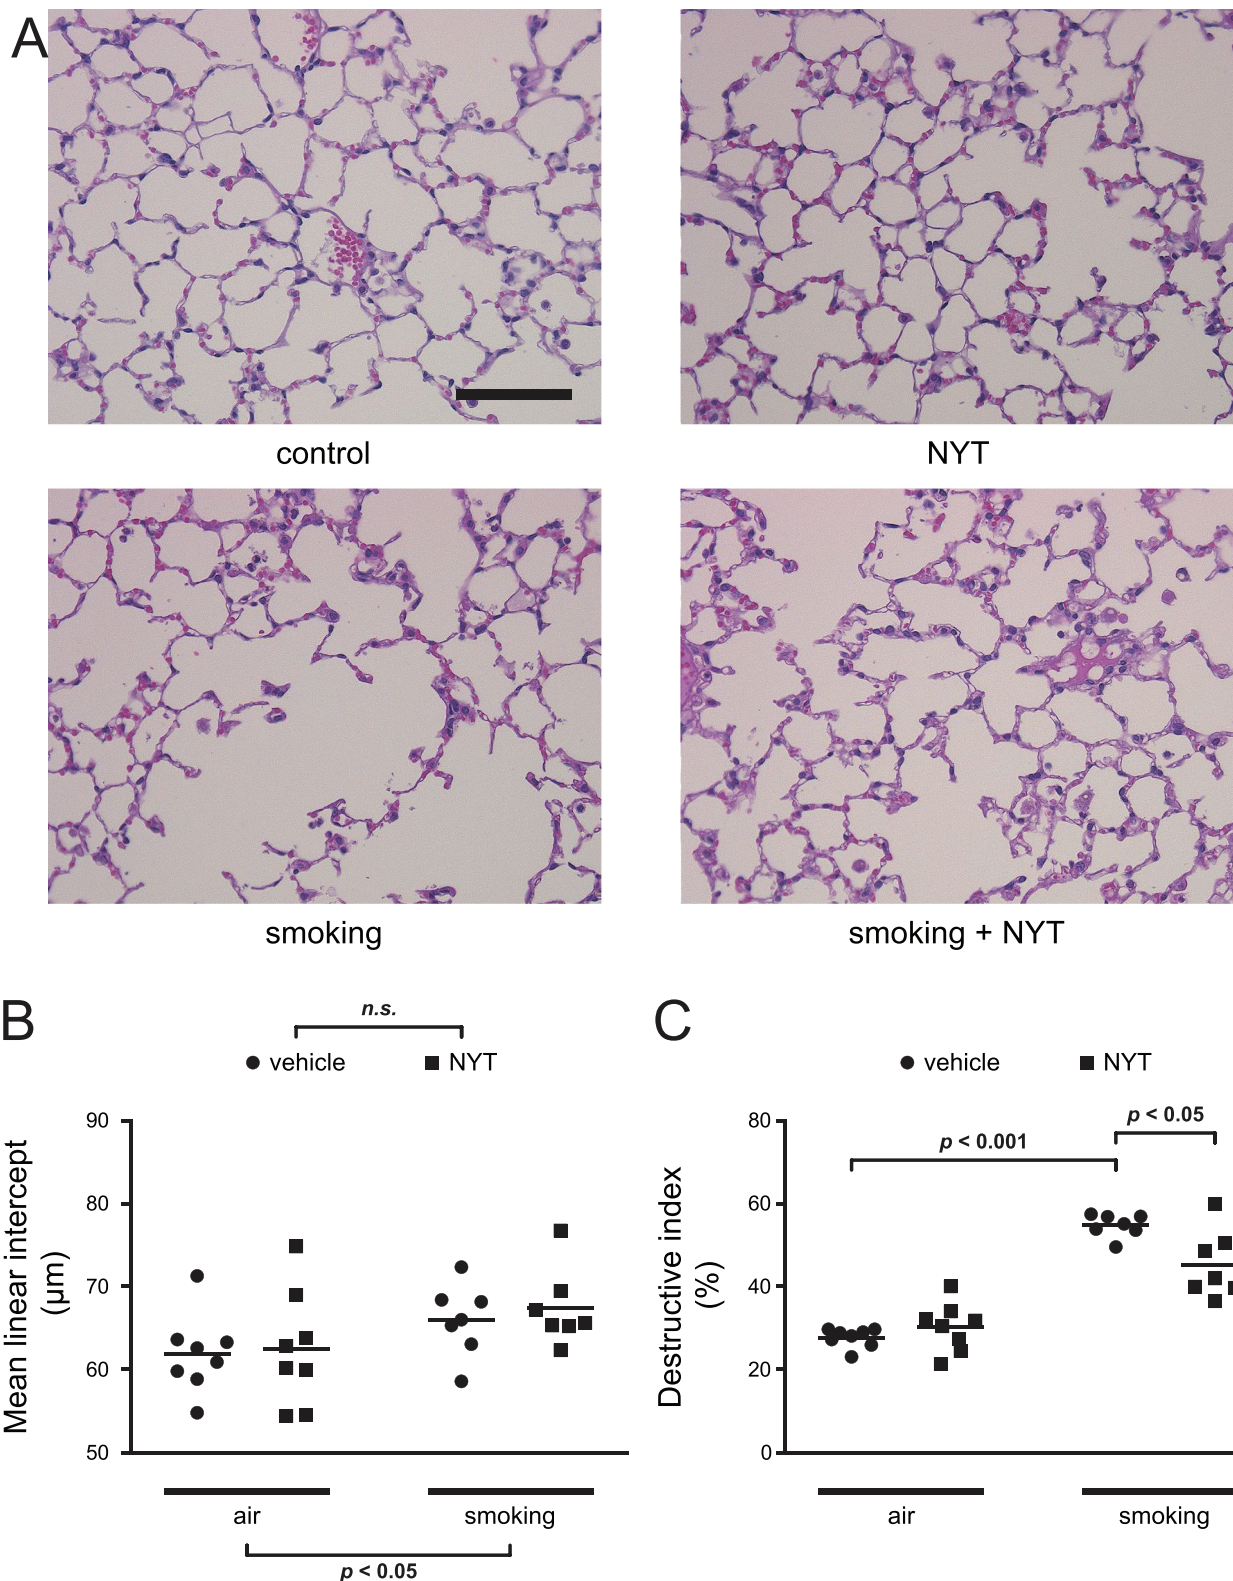 A
control
NYT
smoking
smoking + NYT
B
n.s.
vehicle
NYT
Mean linear intercept
(μm)
90
80
70
60
50
air
smoking
p < 0.05
C
vehicle
NYT
p < 0.001
p < 0.05
Destructive index
(%)
80
60
40
20
0
air
smoking